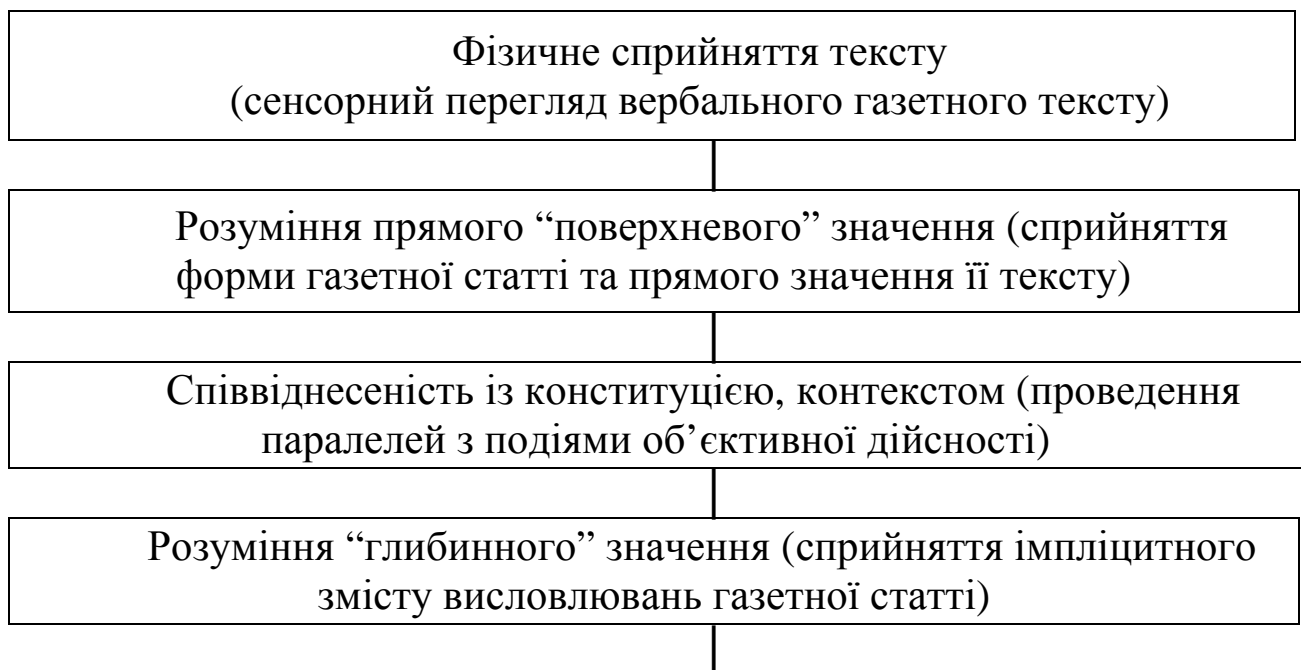 Фізичне сприйняття тексту
(сенсорний перегляд вербального газетного тексту)
Розуміння прямого “поверхневого” значення (сприйняття
форми газетної статті та прямого значення її тексту)
Співвіднесеність із конституцією, контекстом (проведення
паралелей з подіями об’єктивної дійсності)
Розуміння “глибинного” значення (сприйняття імпліцитного
змісту висловлювань газетної статті)